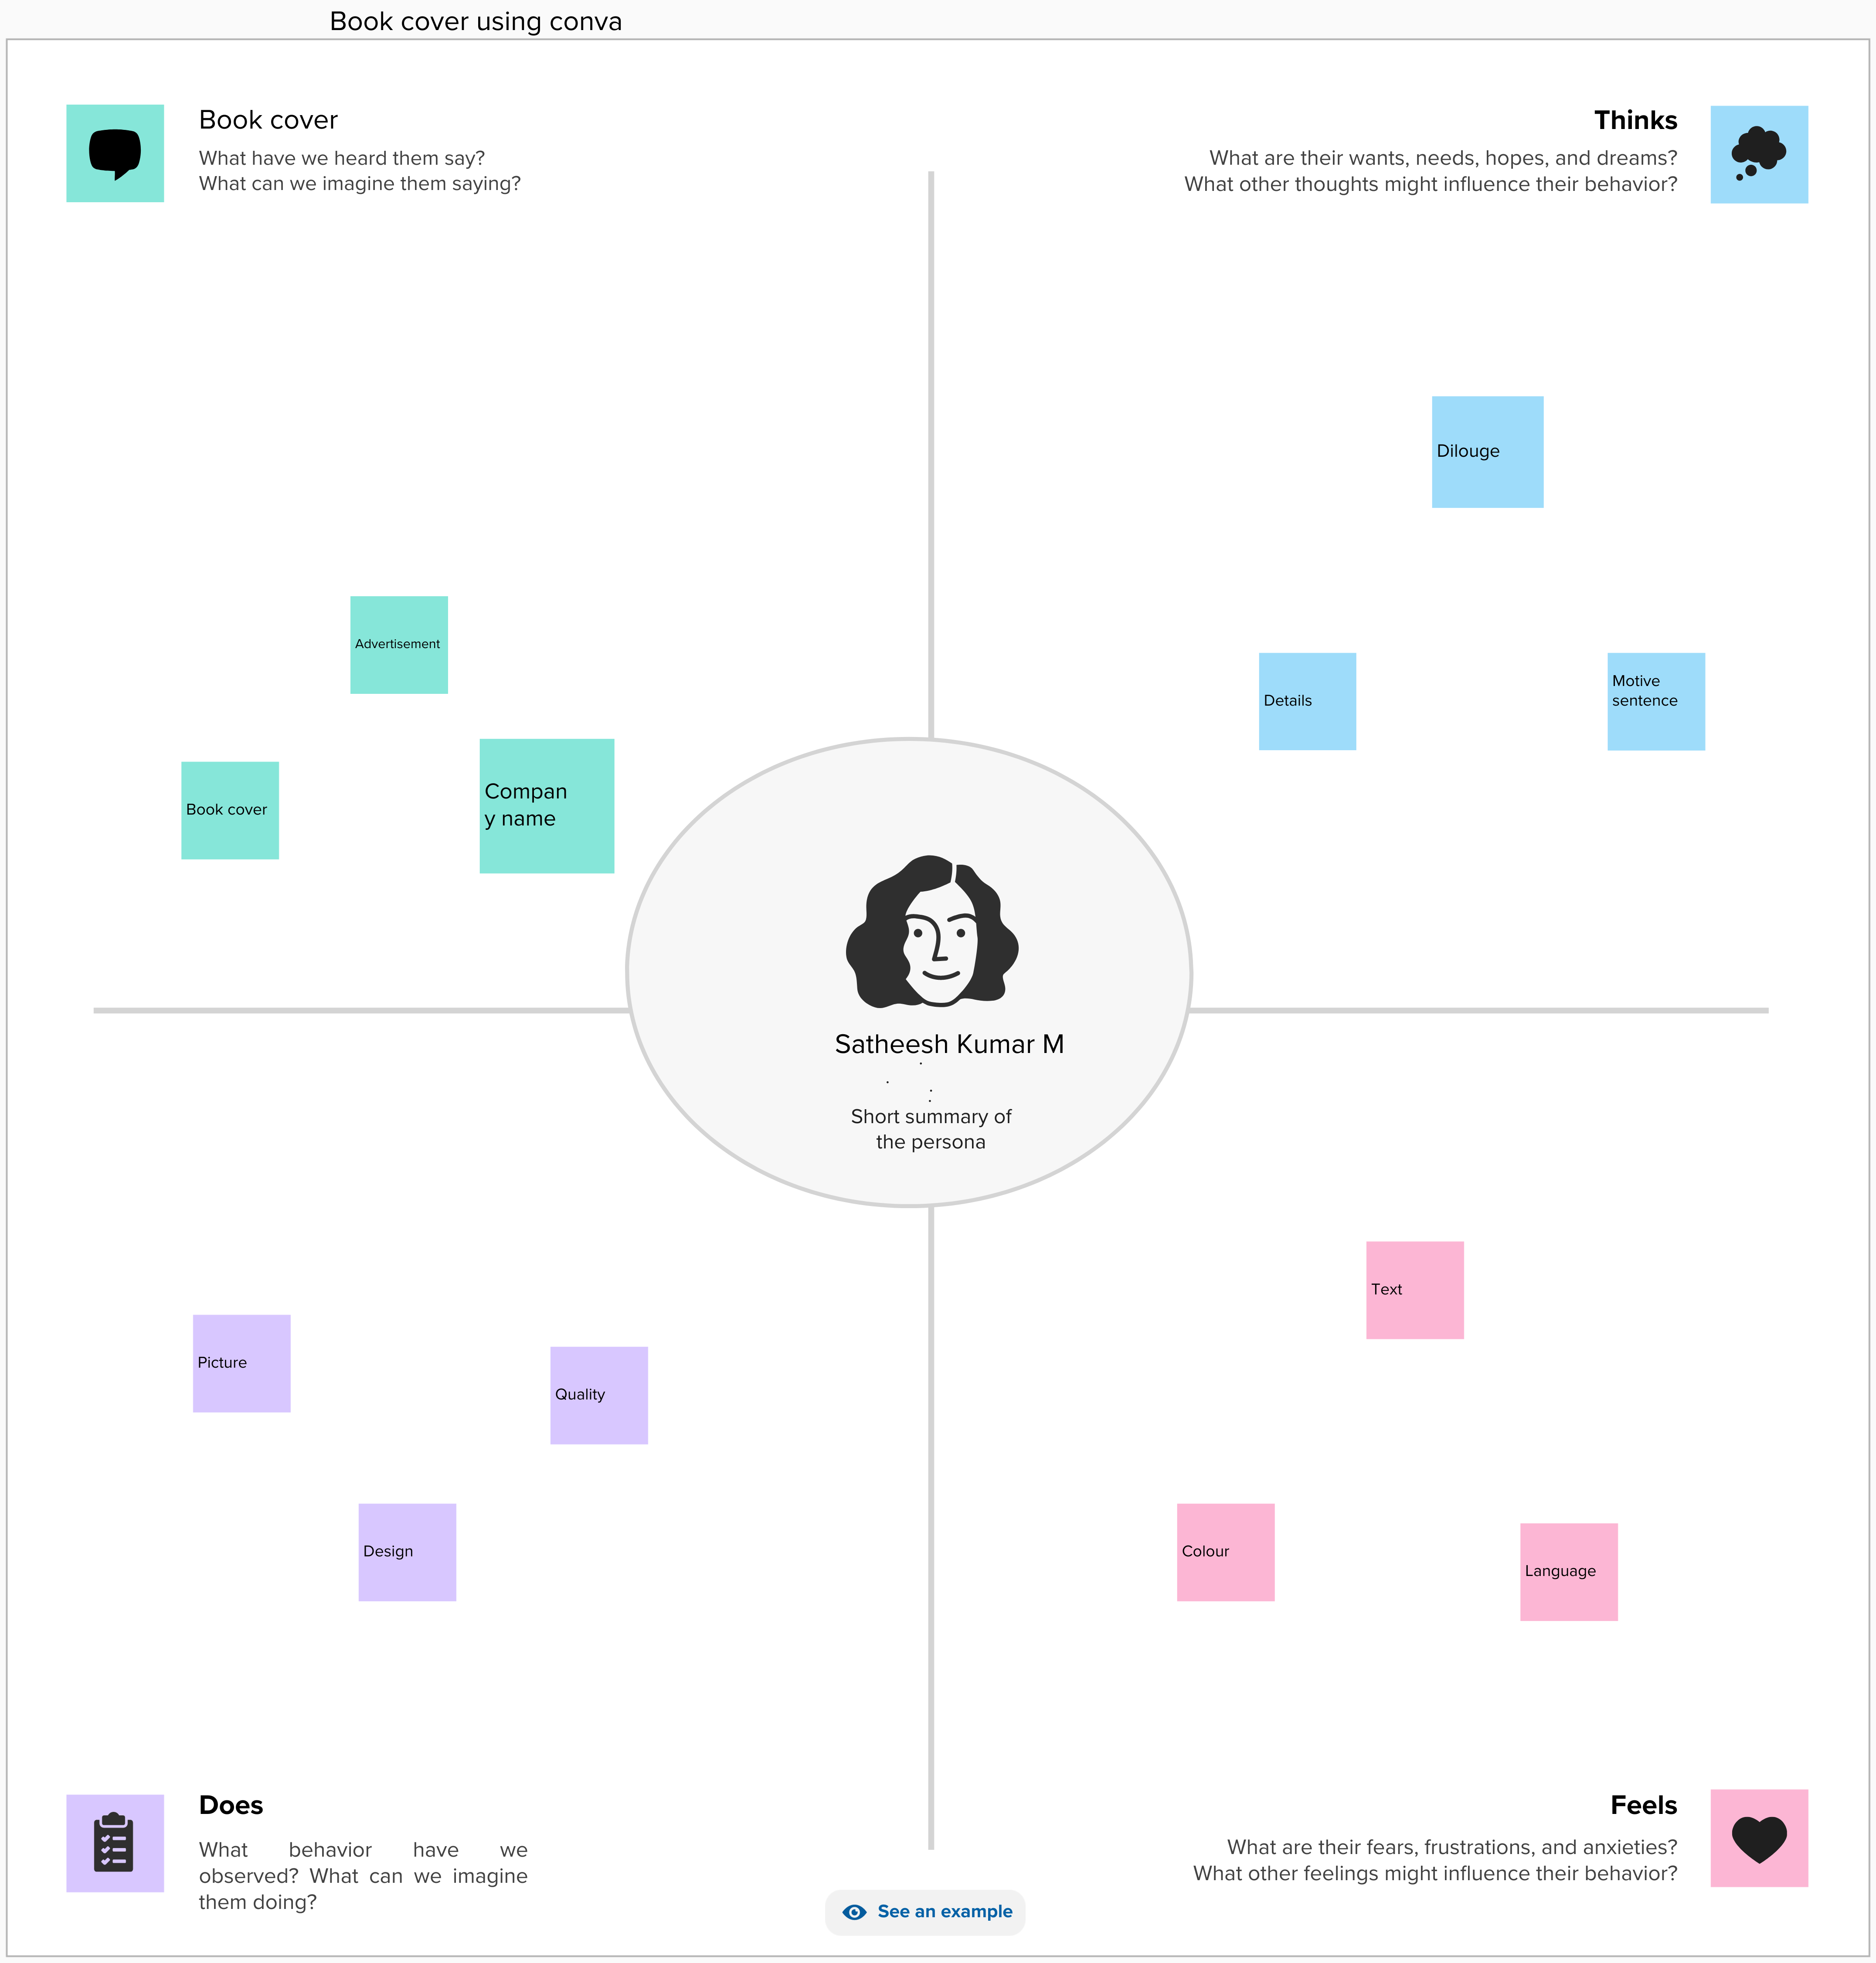 Book cover using conva
Book cover
What have we heard them say?
What can we imagine them saying?
Thinks
What are their wants, needs, hopes, and dreams?
What other thoughts might influence their behavior?
Advertisement
Book cover
Compan
y name
Dilouge
Details
Motive
sentence
Satheesh Kumar M
Short summary of
the persona
Picture
Quality
Design
Text
Colour
Language
Does
What behavior have we
observed? What can we imagine
them doing?
Feels
What are their fears, frustrations, and anxieties?
What other feelings might influence their behavior?
See an example